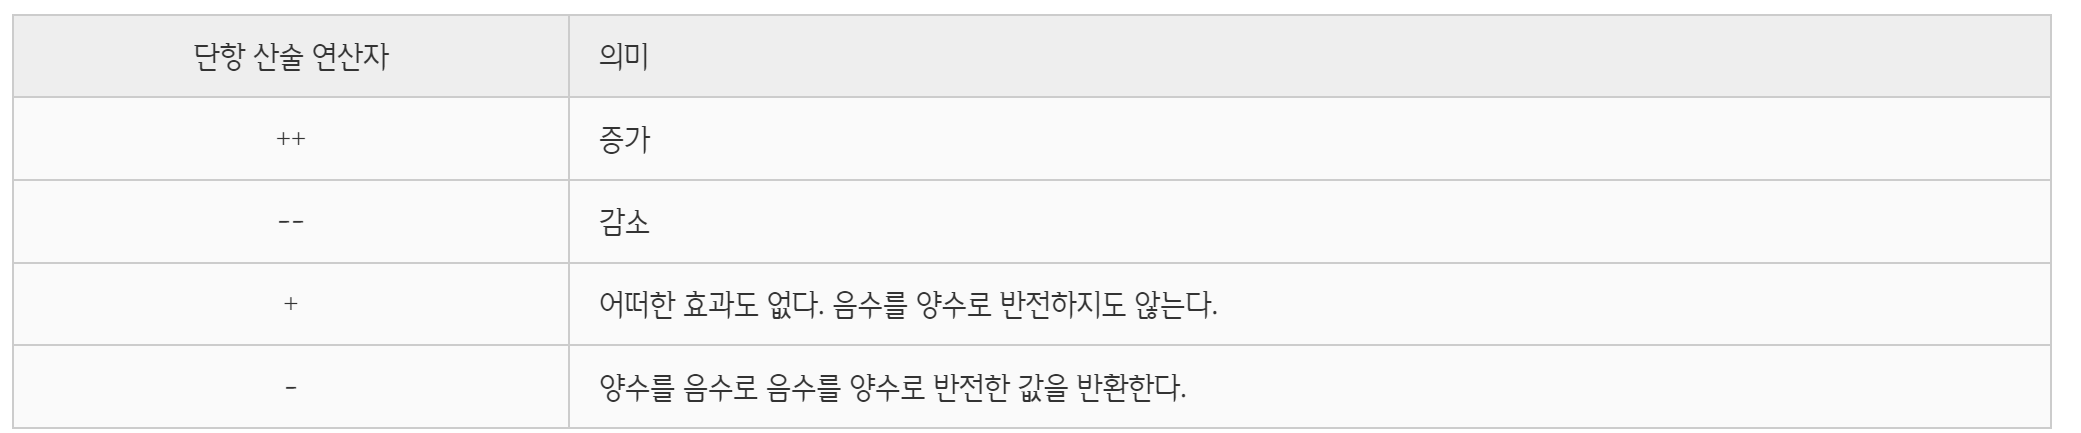 단항 산술 연산자 의미
++ 증가
-- 감소
+ 어떠한 효과도 없다. 음수를 양수로 반전하지도 않는다.
- 양수를 음수로 음수를 양수로 반전한 값을 반환한다.